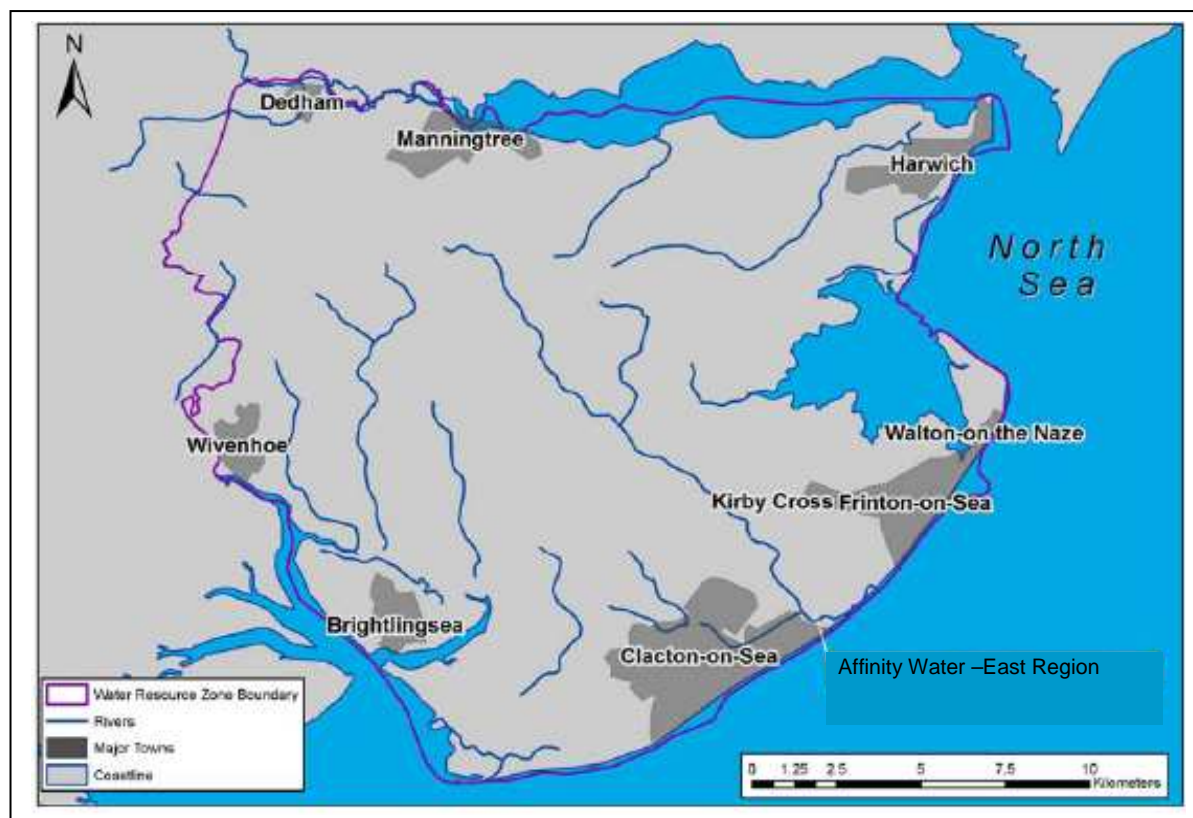 N
Dedham
Manningtree
Harwich
North
Sea
Wivenhoe
Walton-on the Naze
Kirby Cross Frinton-on-Sea
Brightlingsea
Clacton-on-Sea
Affinity Water –East Region
Water Resource Zone Boundary
Rivers
Major Towns
Coastline
0 1.25 2.5 5 7.5 10
Kilometers